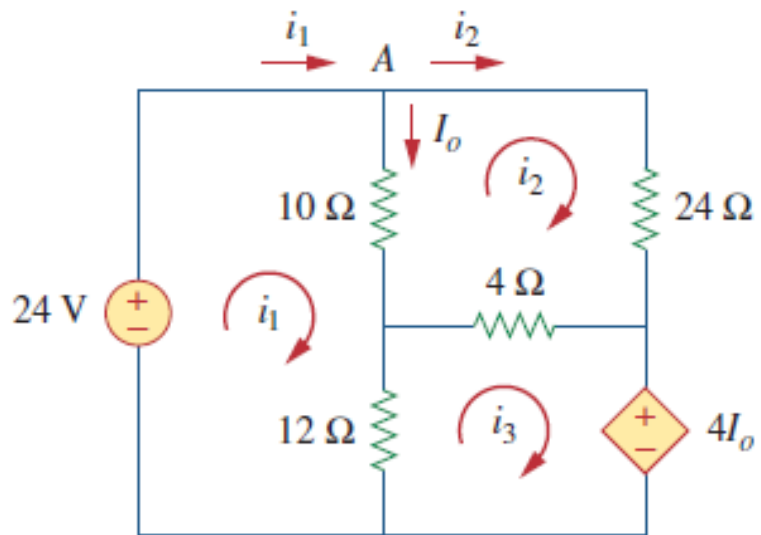 i₁ A i₂
Iₒ
i₂
10 Ω 24 Ω
4 Ω
24 V + − i₁
12 Ω i₃ + − 4Iₒ